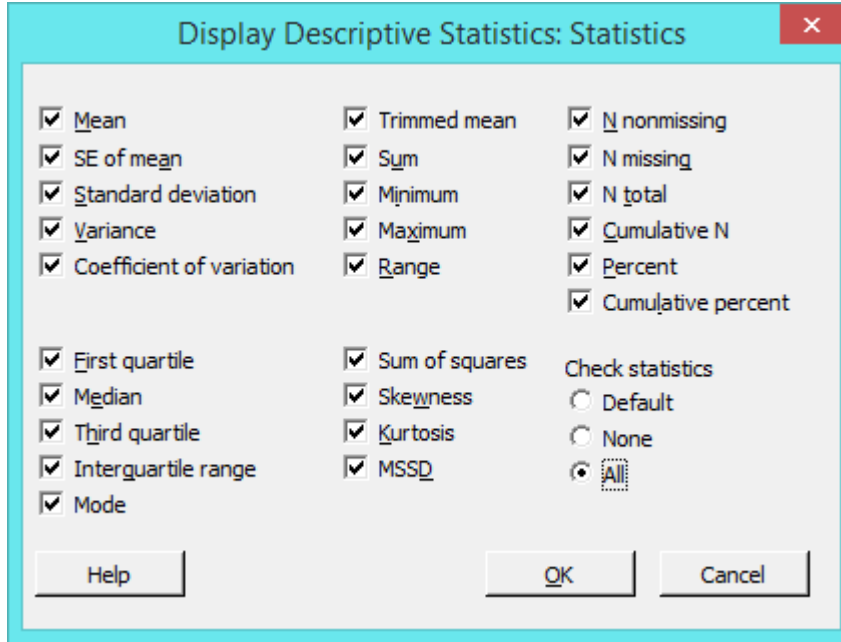 Display Descriptive Statistics: Statistics
Mean
SE of mean
Standard deviation
Variance
Coefficient of variation
Trimmed mean
Sum
Minimum
Maximum
Range
N nonmissing
N missing
N total
Cumulative N
Percent
Cumulative percent
First quartile
Median
Third quartile
Interquartile range
Mode
Sum of squares
Skewness
Kurtosis
MSSD
Check statistics
Default
None
All
Help
OK
Cancel